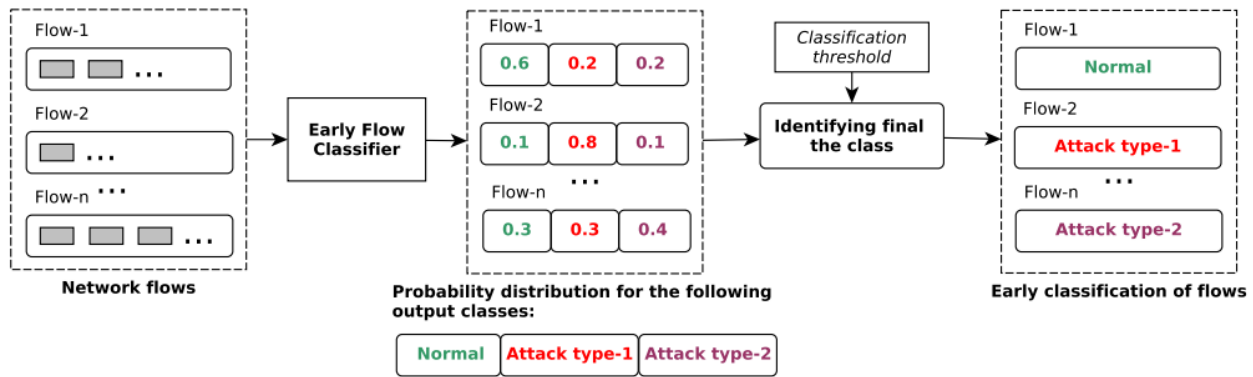 Flow-1
...
Flow-2
...
...
Flow-n
...
Network flows
Early Flow
Classifier
Flow-1
0.6 0.2 0.2
Flow-2
0.1 0.8 0.1
...
Flow-n
0.3 0.3 0.4
Probability distribution for the following
output classes:
Normal Attack type-1 Attack type-2
Classification
threshold
Identifying final
the class
Flow-1
Normal
Flow-2
Attack type-1
...
Flow-n
Attack type-2
Early classification of flows